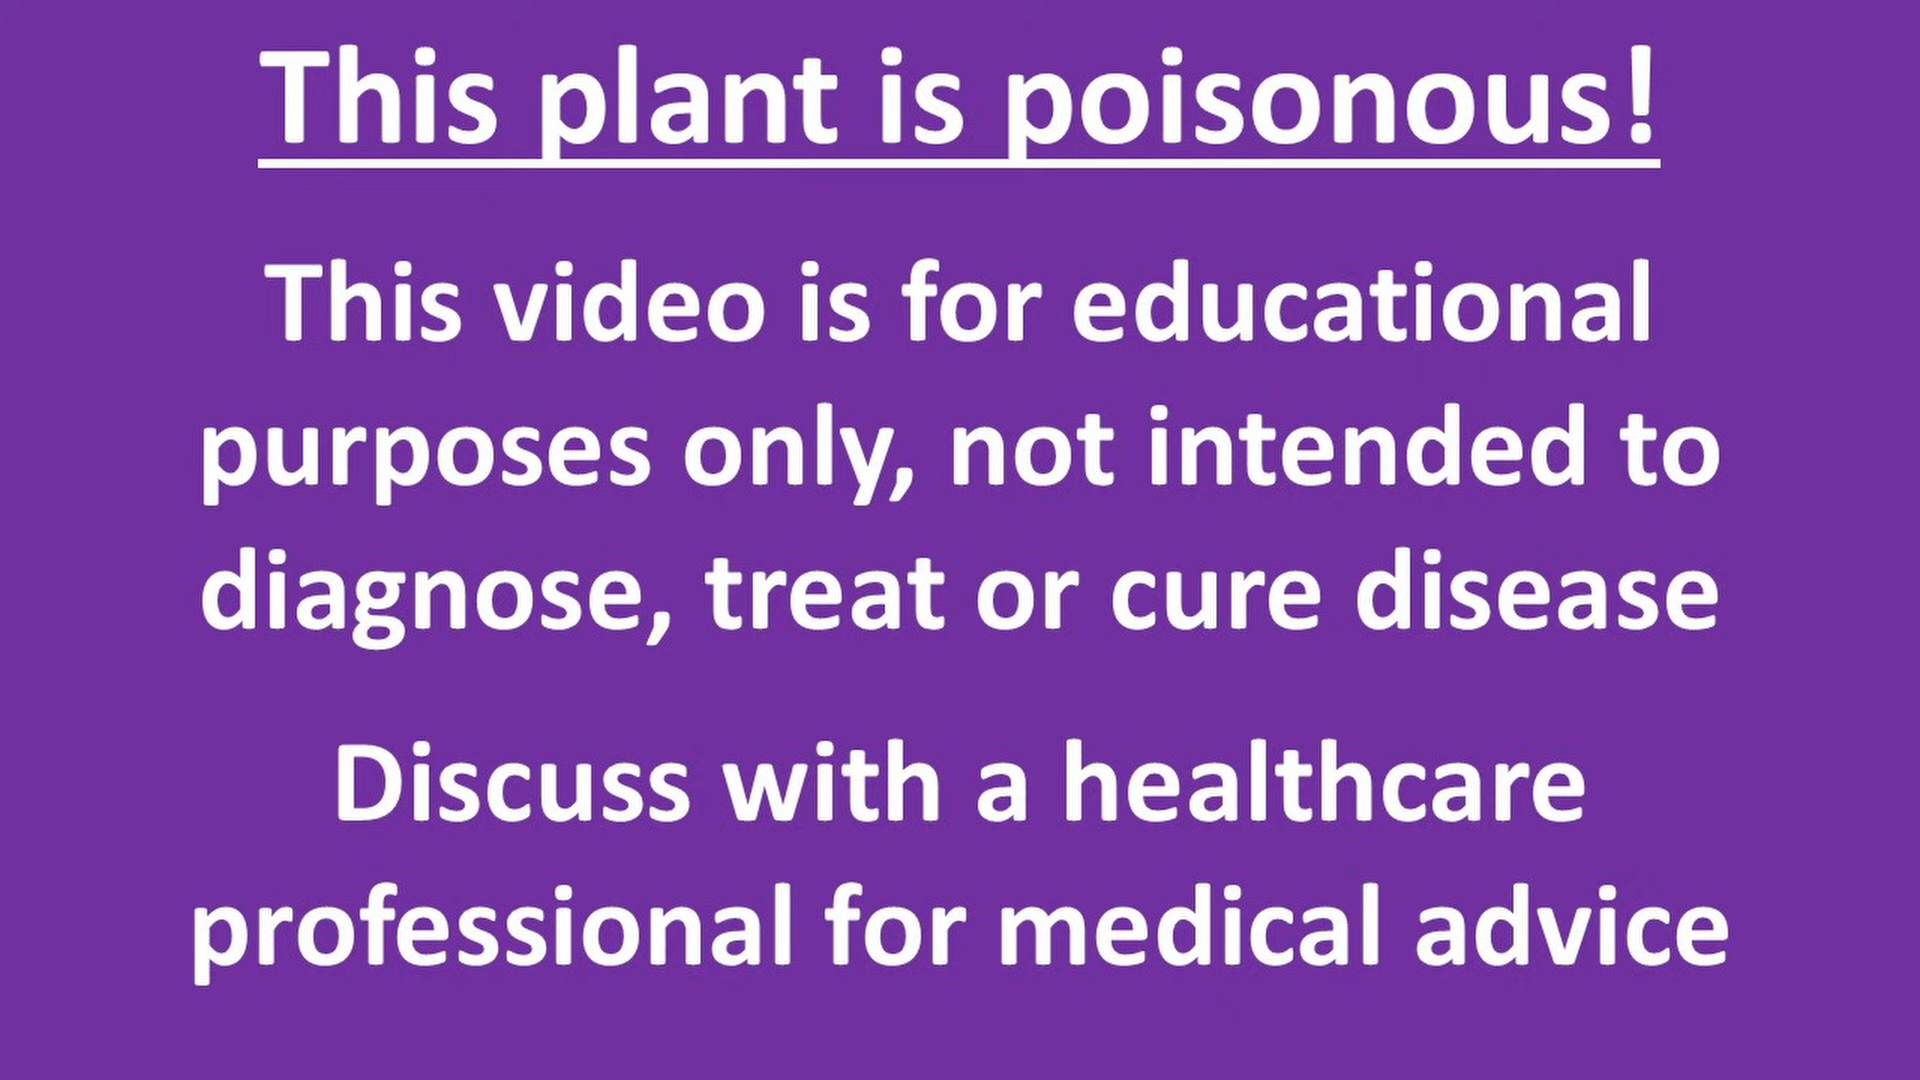 This plant is poisonous!
This video is for educational
purposes only, not intended to
diagnose, treat or cure disease
Discuss with a healthcare
professional for medical advice